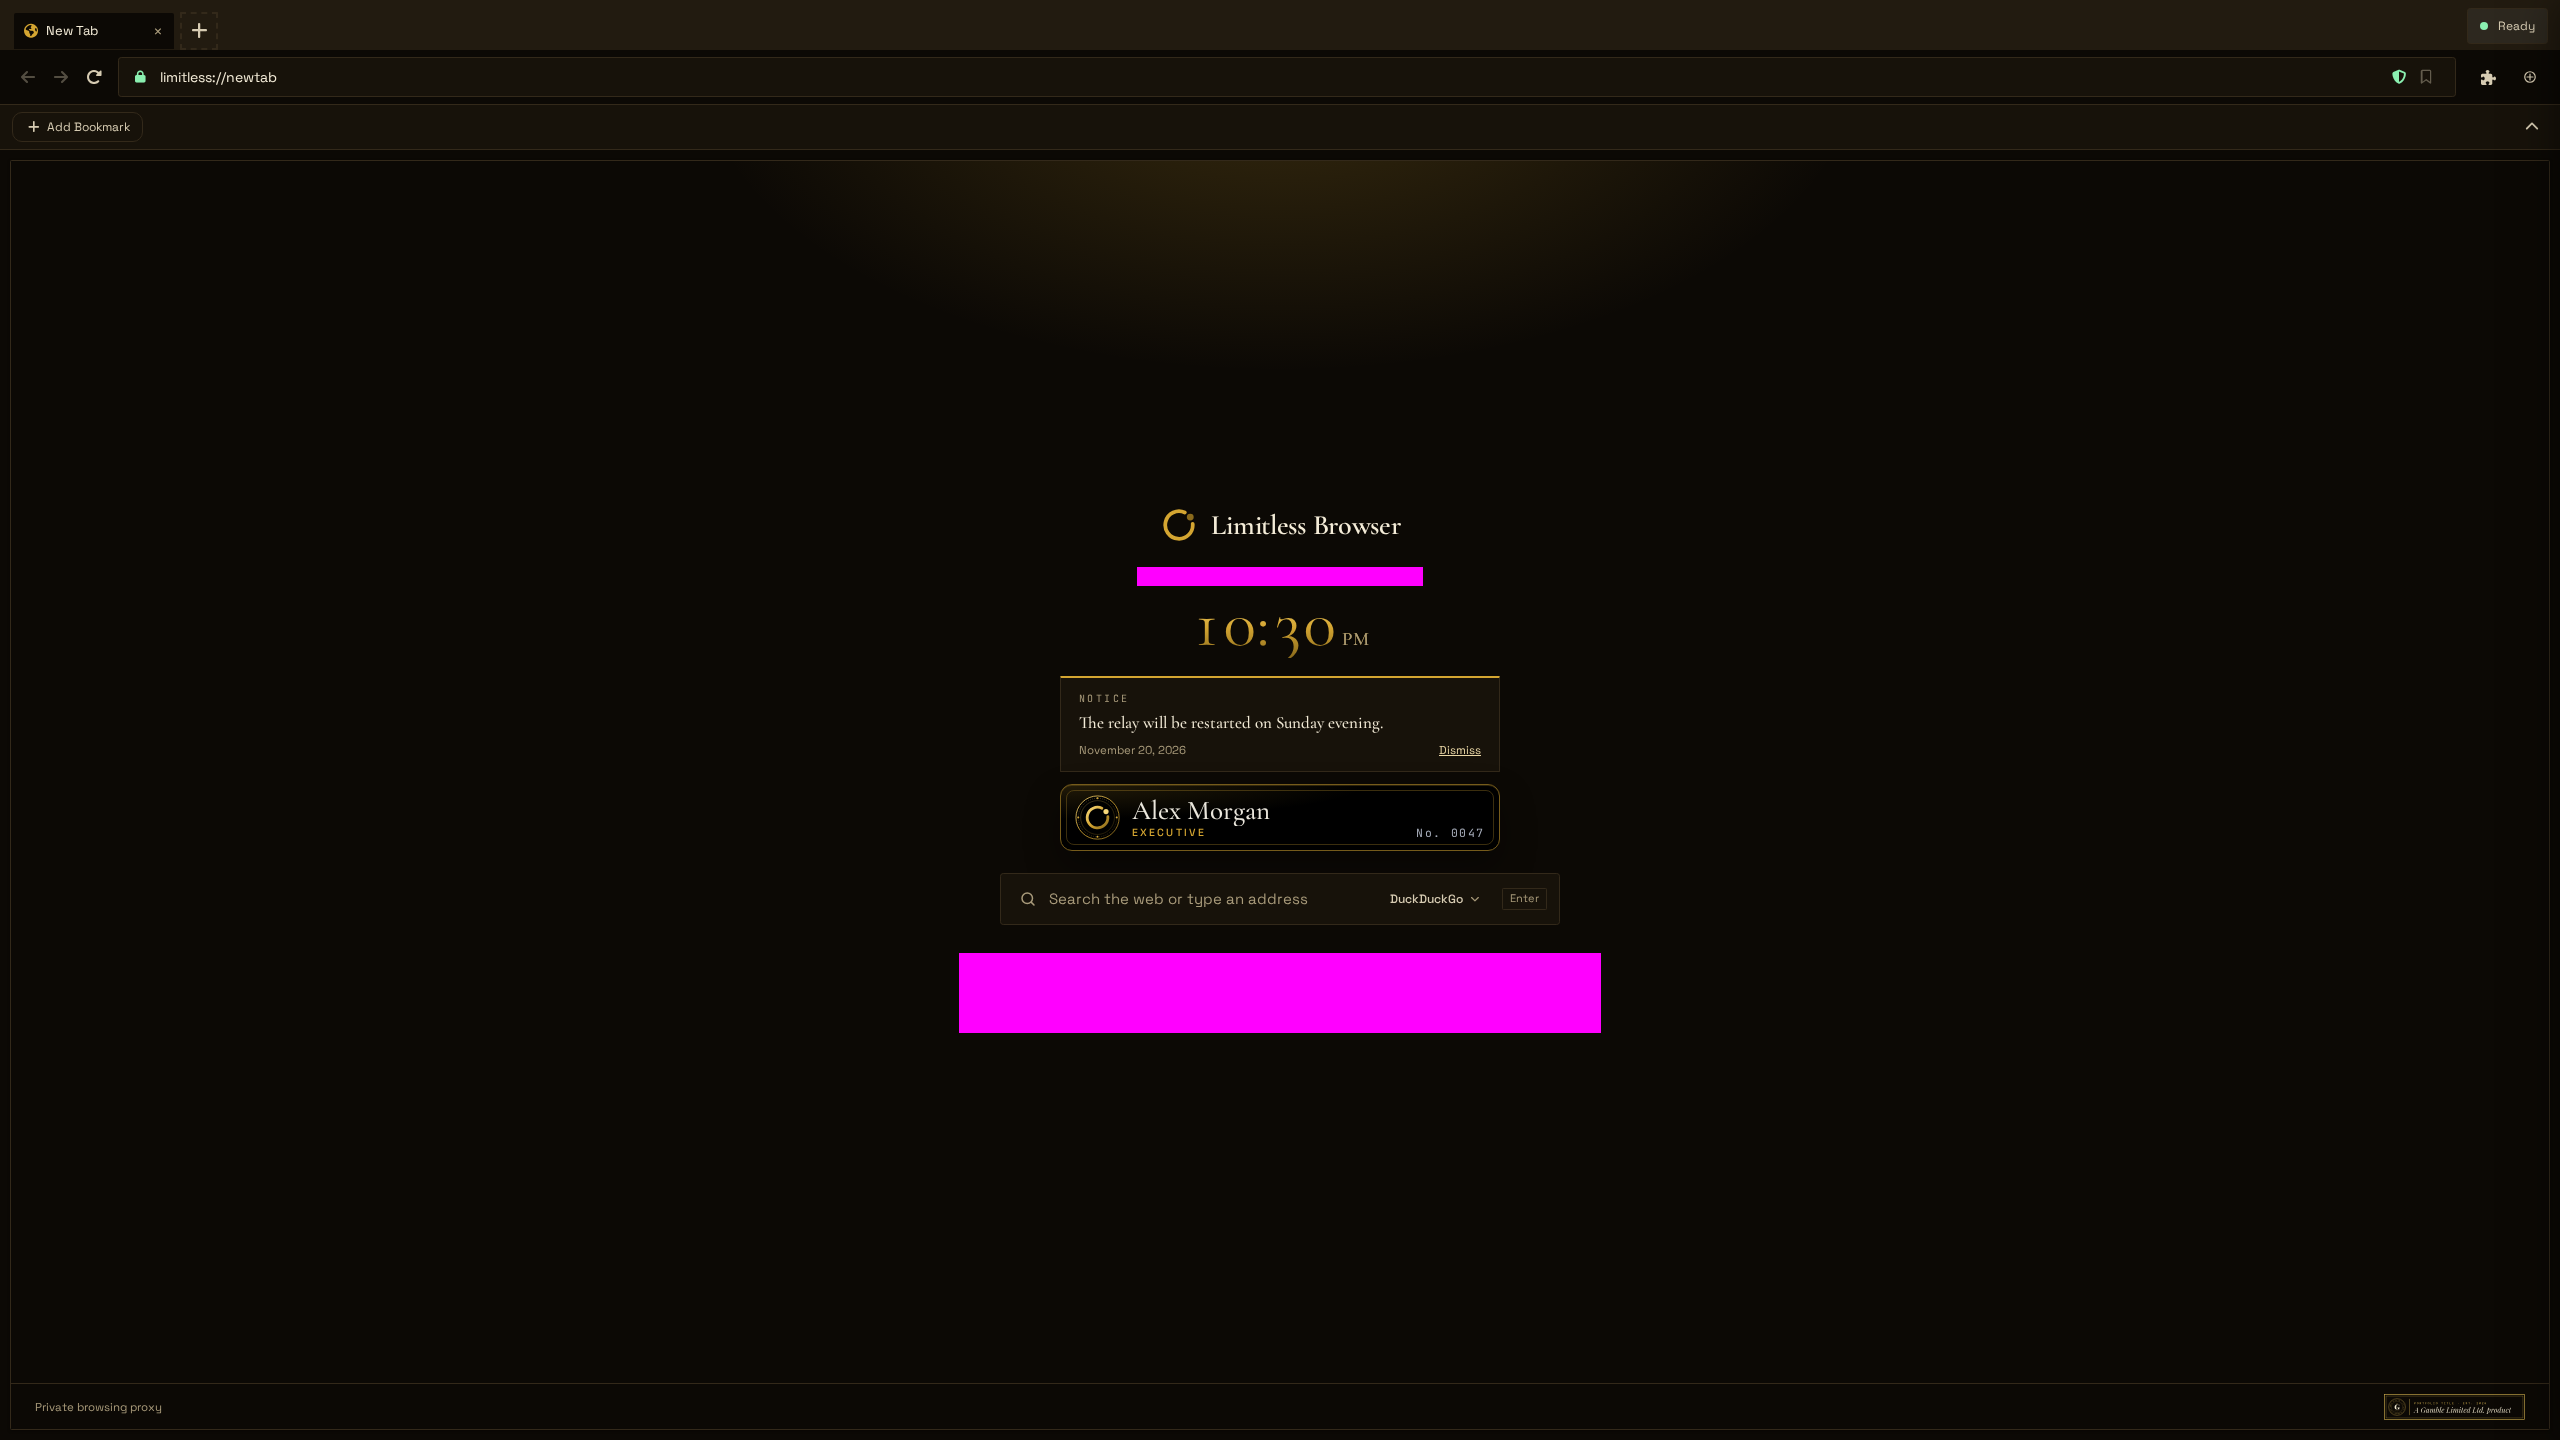 New Tab
Ready
limitless://newtab
Add Bookmark
Limitless Browser
10:30 PM
NOTICE
The relay will be restarted on Sunday evening.
November 20, 2026
Dismiss
Alex Morgan
EXECUTIVE
No. 0047
Search the web or type an address
DuckDuckGo
Enter
Private browsing proxy
G
A Gamble Limited Ltd. product